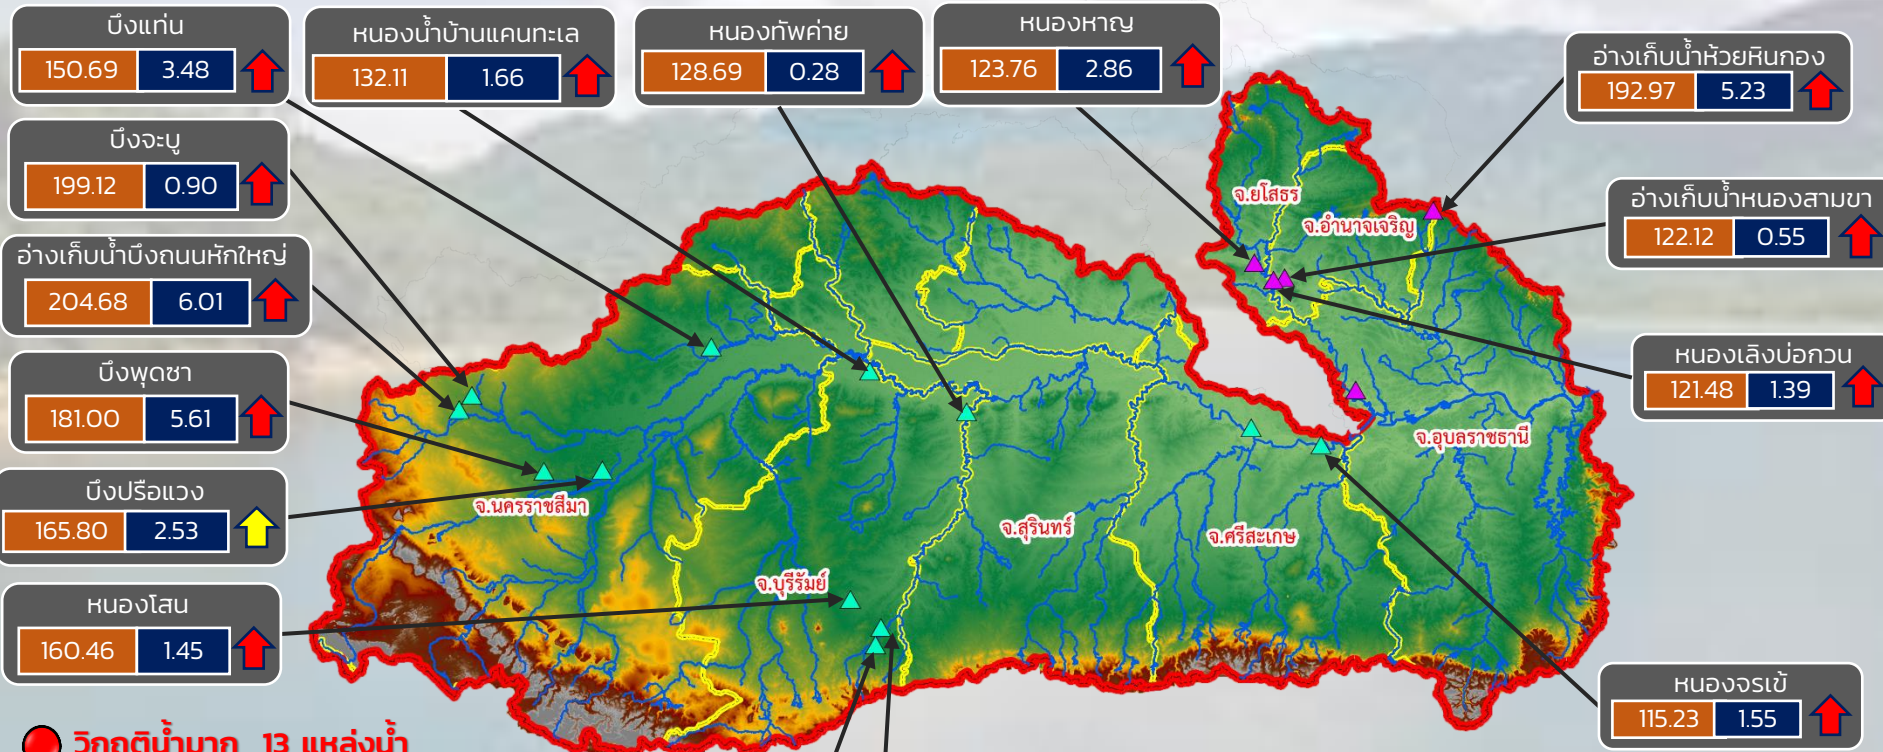 บึงแท่น
150.69 3.48
หนองน้ำบ้านแคนทะเล
132.11 1.66
หนองทัพค่าย
128.69 0.28
หนองหาญ
123.76 2.86
อ่างเก็บน้ำห้วยหินกอง
192.97 5.23
บึงจะบู
199.12 0.90
อ่างเก็บน้ำหนองสามขา
122.12 0.55
อ่างเก็บน้ำบึงถนนหักใหญ่
204.68 6.01
หนองเลิงบ่อกวน
121.48 1.39
บึงพุดซา
181.00 5.61
บึงปรือแวง
165.80 2.53
หนองโสน
160.46 1.45
หนองจรเข้
115.23 1.55
จ.ยโสธร
จ.อำนาจเจริญ
จ.อุบลราชธานี
จ.นครราชสีมา
จ.สุรินทร์
จ.ศรีสะเกษ
จ.บุรีรัมย์
วิกฤติน้ำมาก 13 แหล่งน้ำ